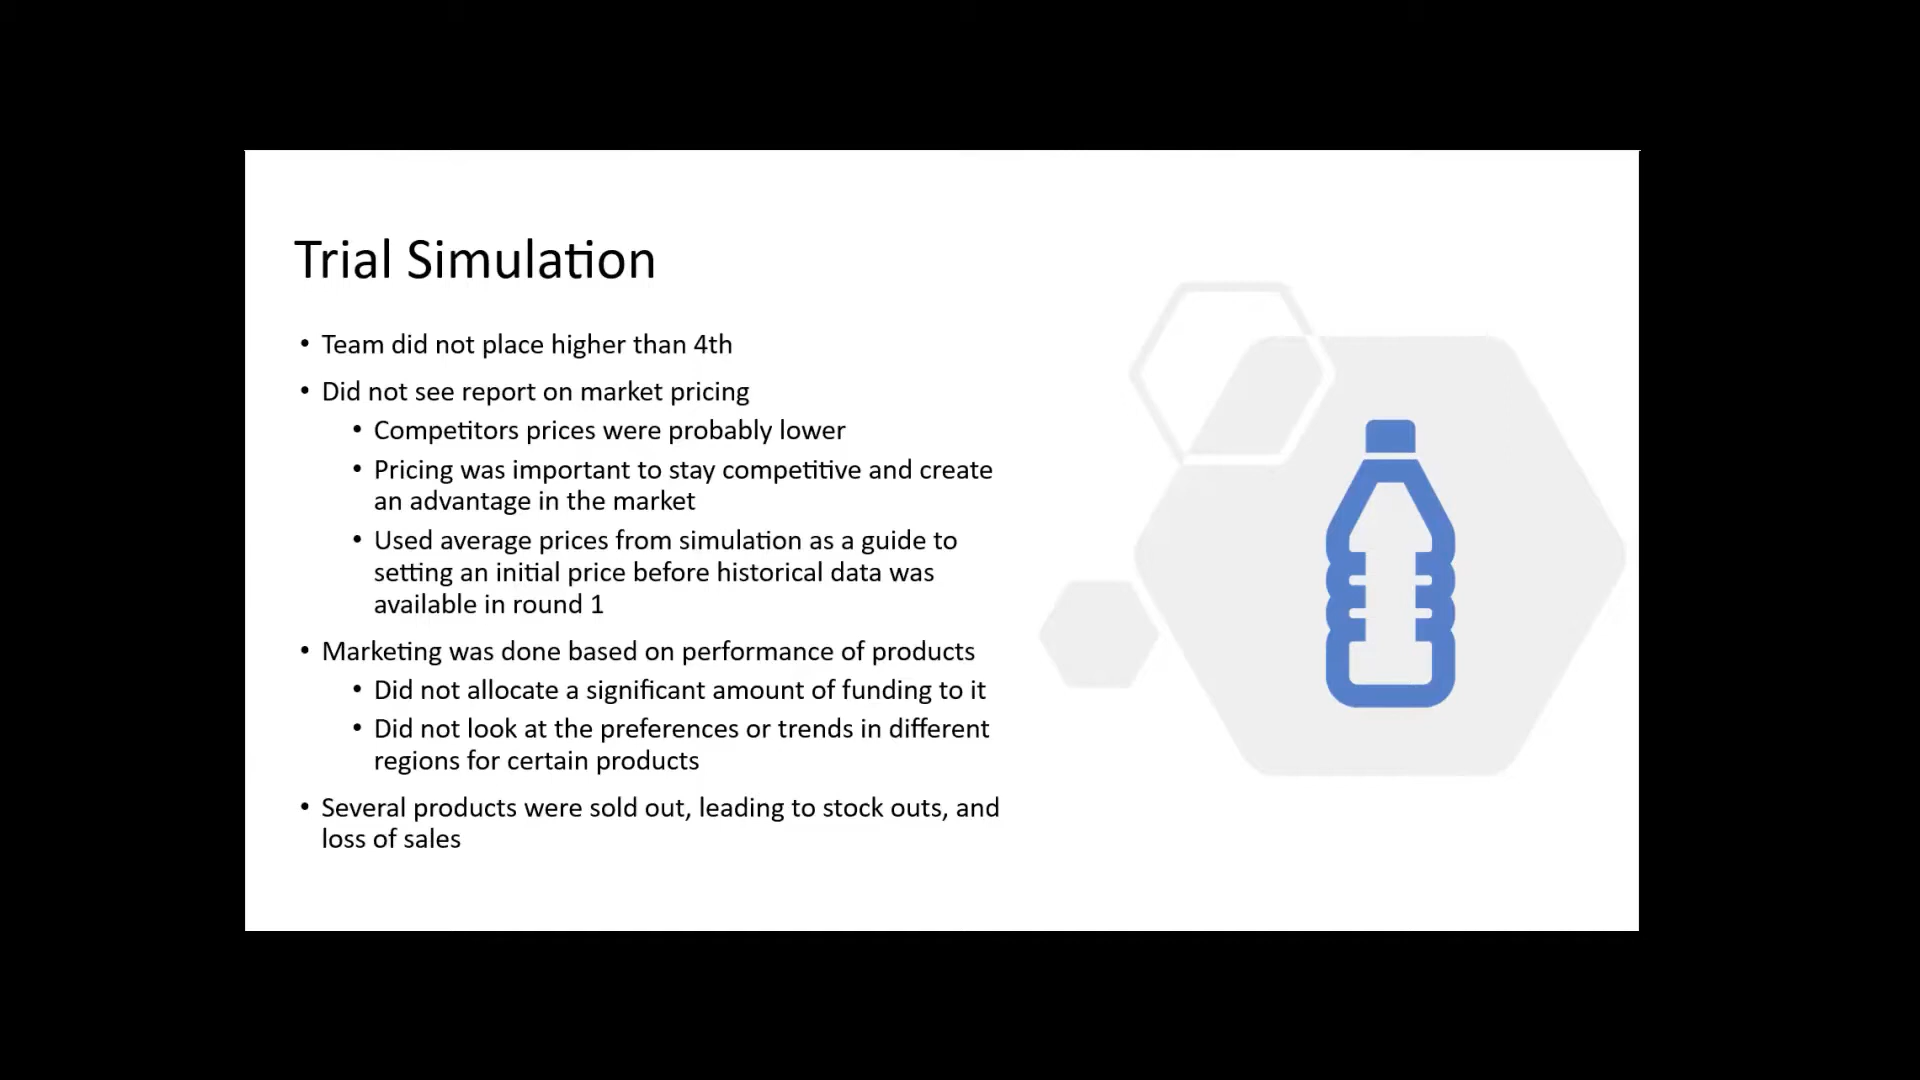 Trial Simulation
• Team did not place higher than 4th
• Did not see report on market pricing
• Competitors prices were probably lower
• Pricing was important to stay competitive and create
an advantage in the market
• Used average prices from simulation as a guide to
setting an initial price before historical data was
available in round 1
• Marketing was done based on performance of products
• Did not allocate a significant amount of funding to it
• Did not look at the preferences or trends in different
regions for certain products
• Several products were sold out, leading to stock outs, and
loss of sales